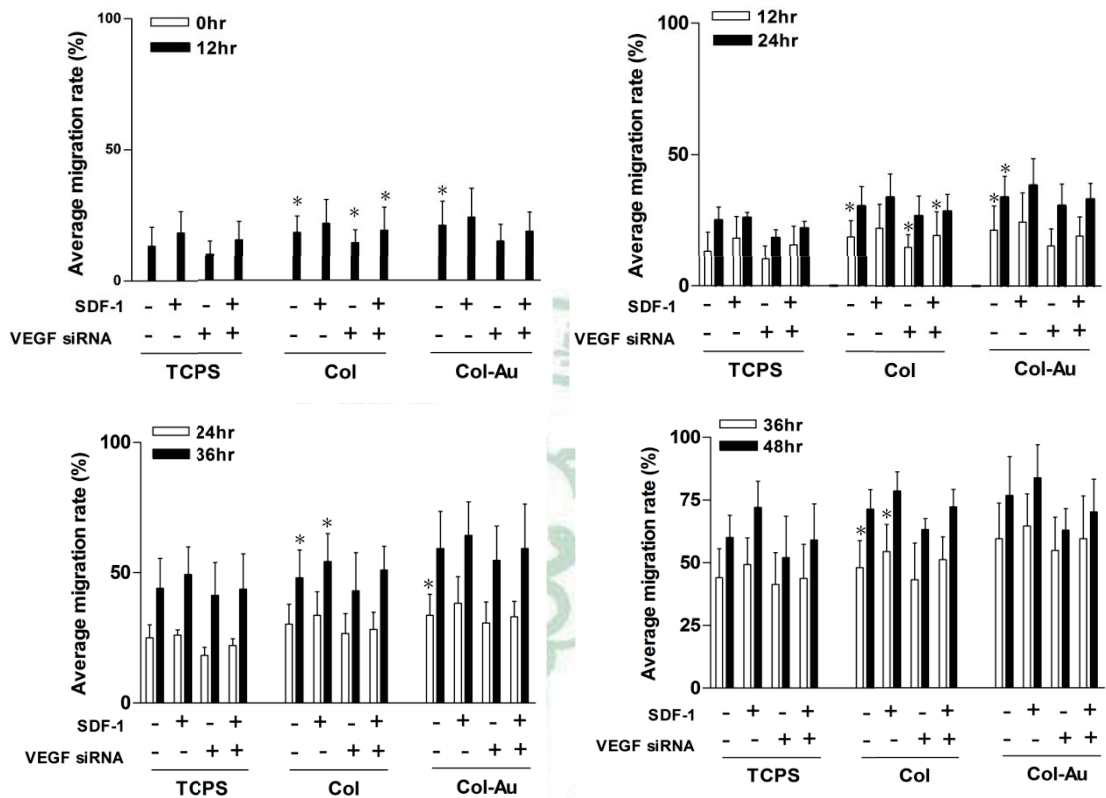 Average migration rate (%)
100
50
0
0hr
12hr
SDF-1 - + - + - + - + - + - +
VEGF siRNA - - + + - - + + - - + +
TCPS Col Col-Au
* * * *
Average migration rate (%)
100
50
0
12hr
24hr
* * * * *
SDF-1 - + - + - + - + - + - +
VEGF siRNA - - + + - - + + - - + +
TCPS Col Col-Au
Average migration rate (%)
100
50
0
24hr
36hr
* * *
SDF-1 - + - + - + - + - + - +
VEGF siRNA - - + + - - + + - - + +
TCPS Col Col-Au
Average migration rate (%)
100
75
50
25
0
36hr
48hr
* *
SDF-1 - + - + - + - + - + - +
VEGF siRNA - - + + - - + + - - + +
TCPS Col Col-Au